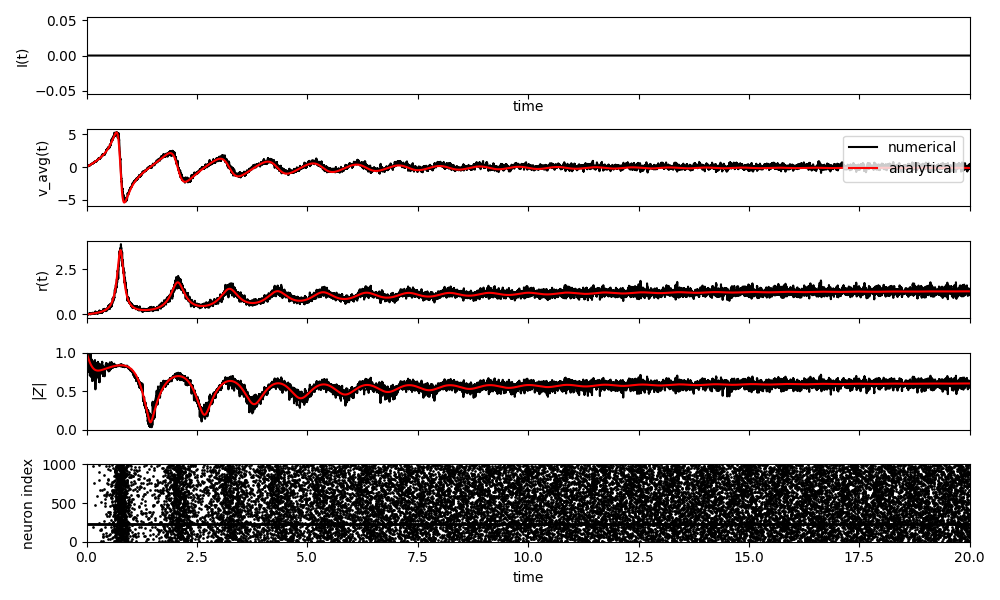 0.05
0.00
−0.05
I(t)
time
5
0
−5
v_avg(t)
numerical
analytical
2.5
0.0
r(t)
1.0
0.5
0.0
|Z|
1000
500
0
neuron index
0.0 2.5 5.0 7.5 10.0 12.5 15.0 17.5 20.0
time